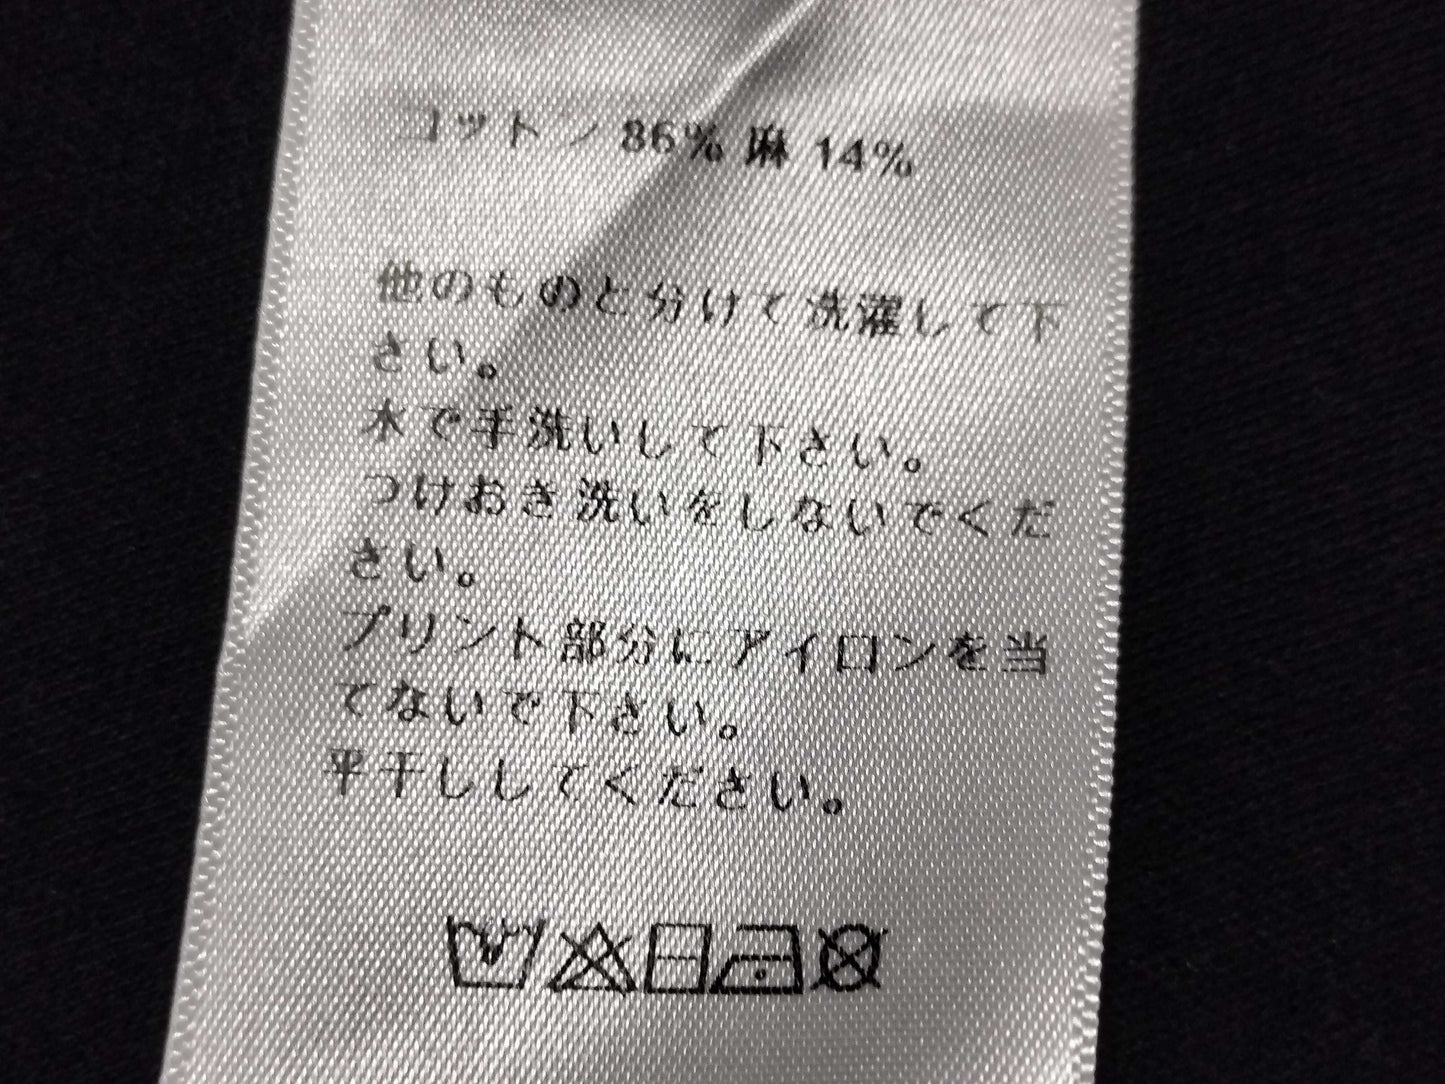 コットン 86% 麻 14%
他のものと分けて洗濯して下
さい。
水で手洗いして下さい。
つけおき洗いをしないでくだ
さい。
プリント部分にアイロンを当
てないで下さい。
平干ししてください。